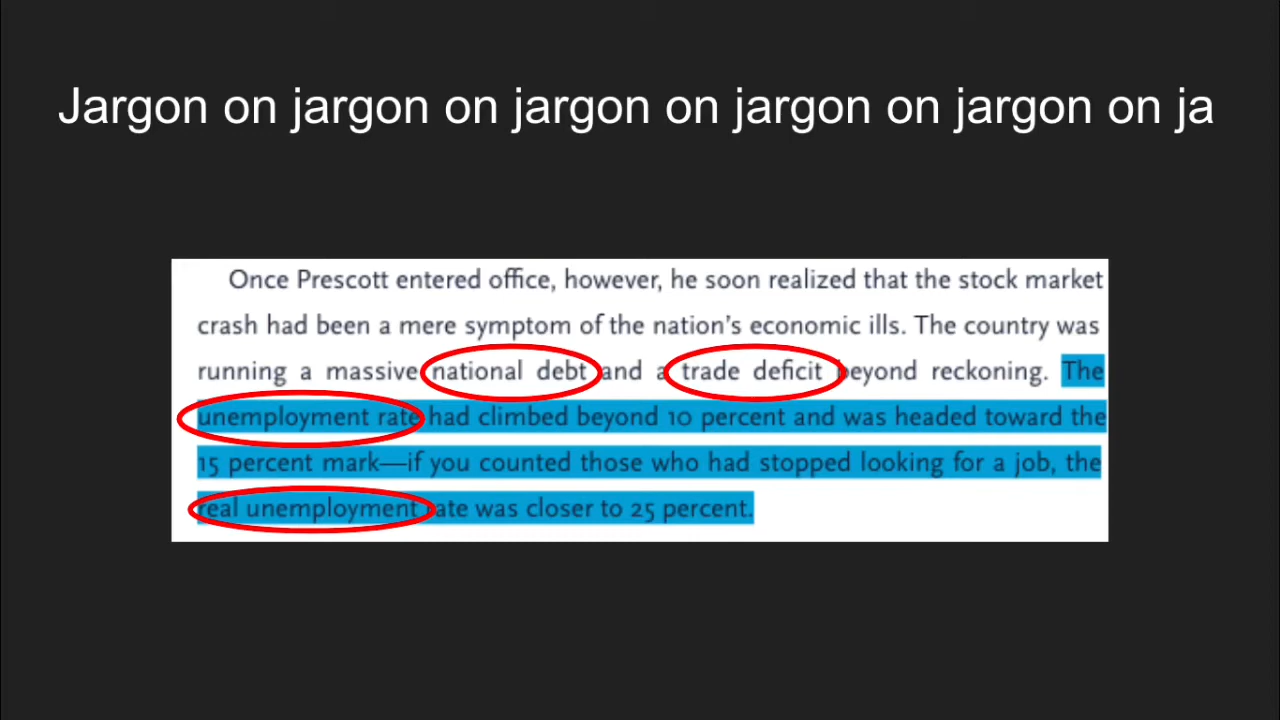 Jargon on jargon on jargon on jargon on jargon on ja
Once Prescott entered office, however, he soon realized that the stock market
crash had been a mere symptom of the nation's economic ills. The country was
running a massive national debt and a trade deficit beyond reckoning. The
unemployment rate had climbed beyond 10 percent and was headed toward the
15 percent mark—if you counted those who had stopped looking for a job, the
real unemployment rate was closer to 25 percent.